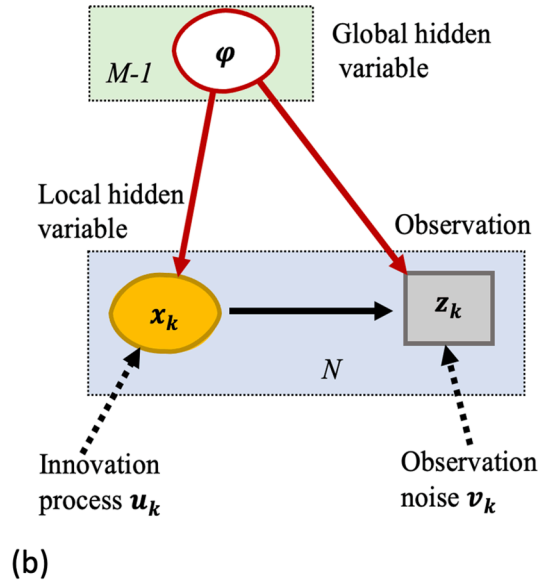 φ
M-1
Global hidden
variable
Local hidden
variable
Observation
x_k
z_k
N
Innovation
process u_k
Observation
noise v_k
(b)